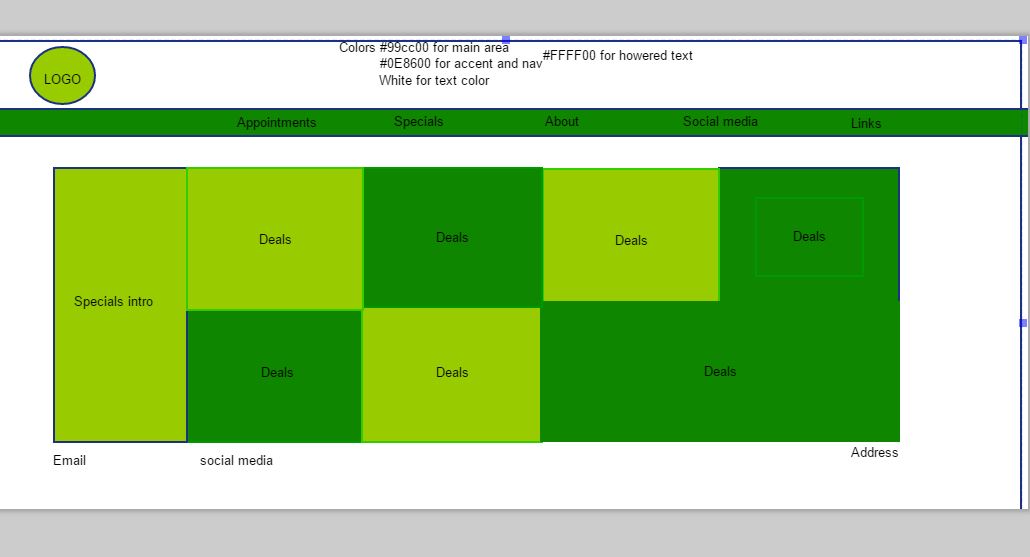 Colors #99cc00 for main area
#0E8600 for accent and nav
White for text color
#FFFF00 for howered text
LOGO
Appointments
Specials
About
Social media
Links
Specials intro
Deals
Deals
Deals
Deals
Deals
Deals
Deals
Email
social media
Address